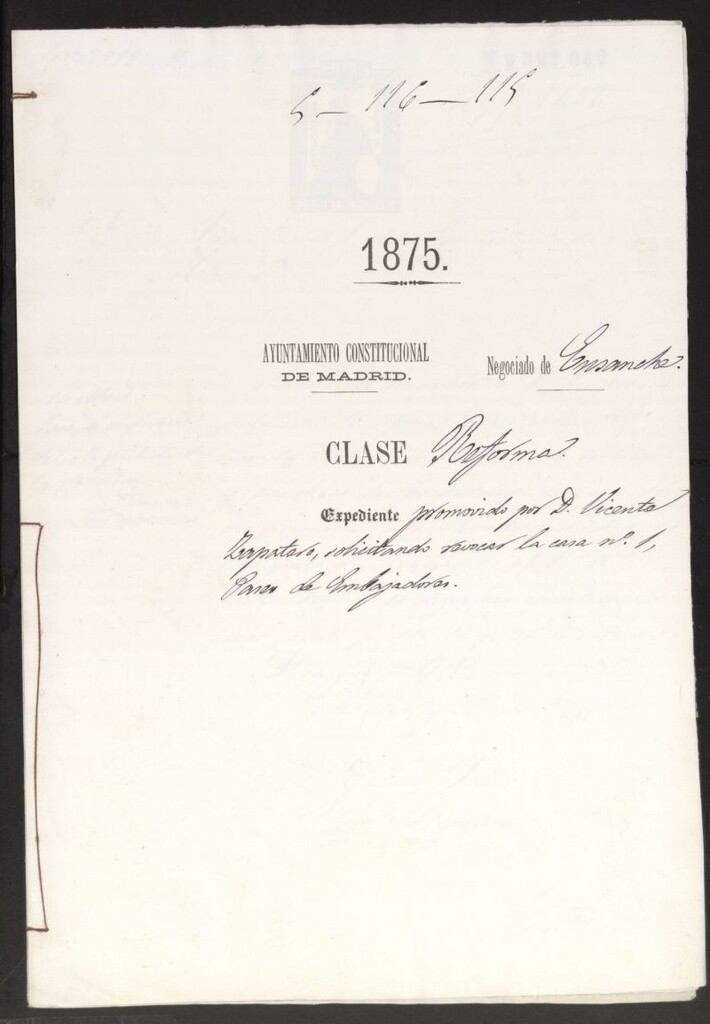 5 - 116 - 115
1875.
AYUNTAMIENTO CONSTITUCIONAL
DE MADRID.
Negociado de Ensanche.
CLASE Reforma.
Expediente promovido por D. Vicente
Zapatero, solicitando revocar la casa nº. 1,
Paseo de Embajadores.